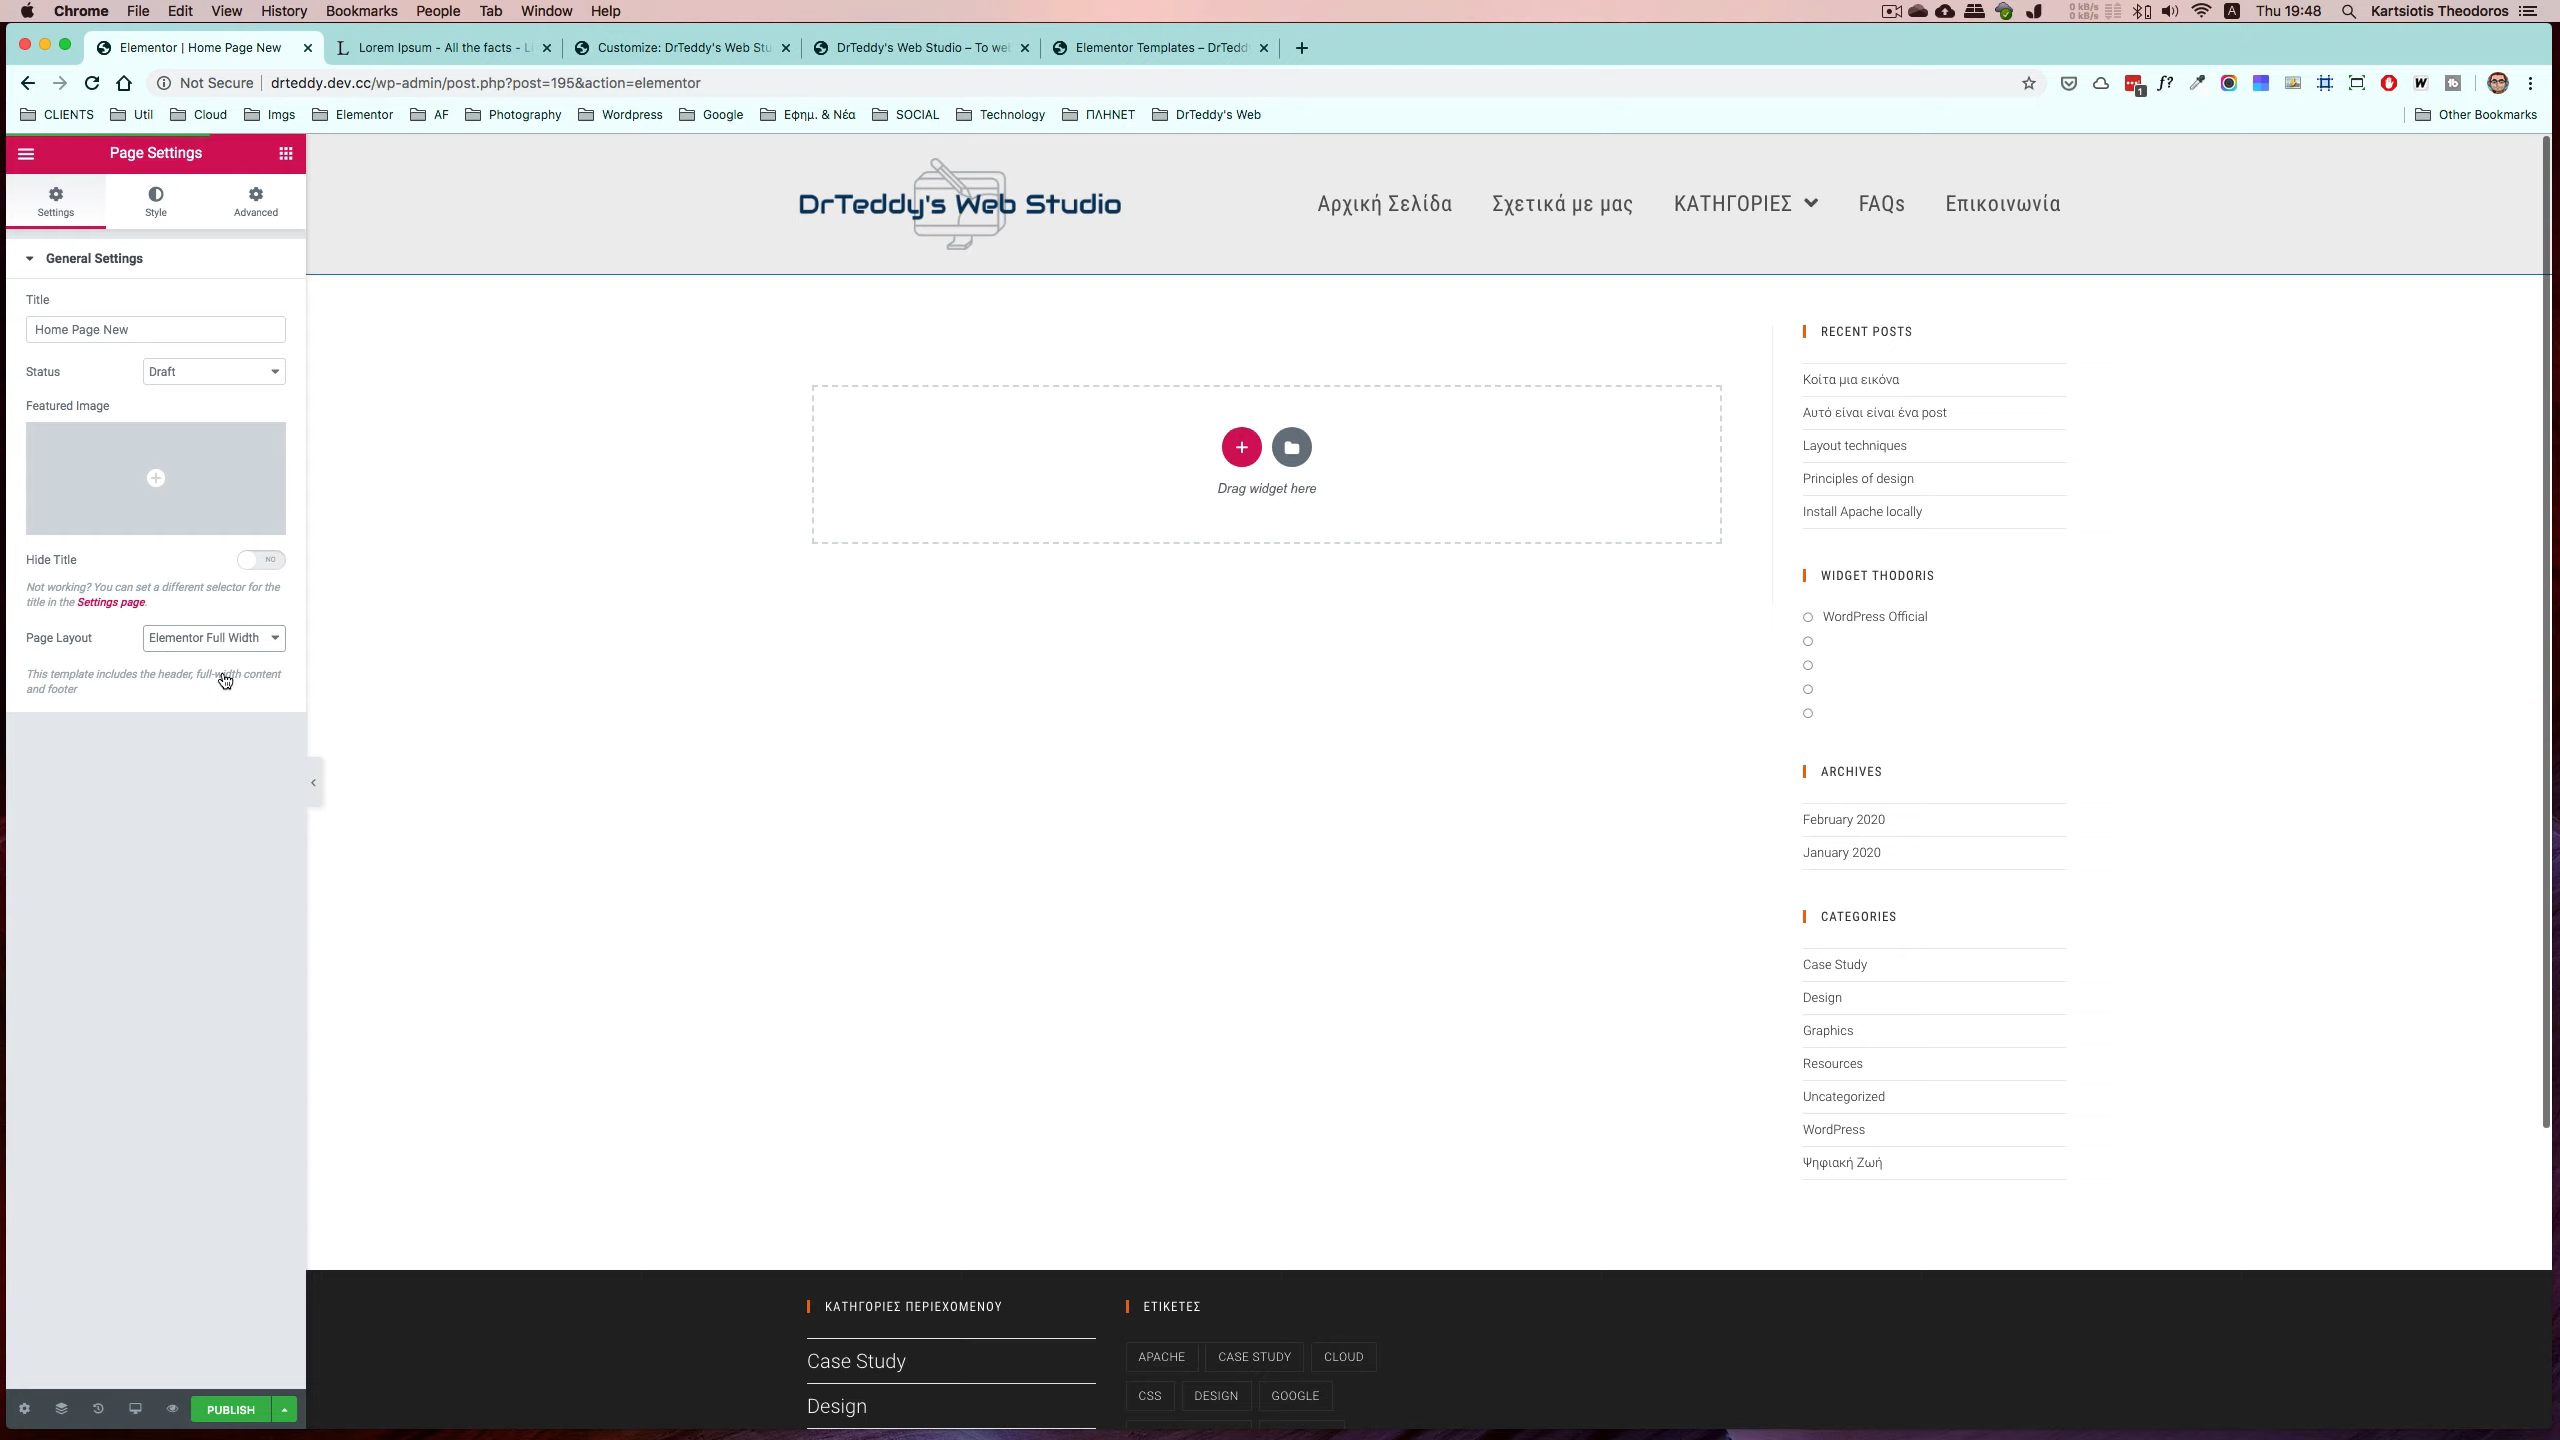 Chrome File Edit View History Bookmarks People Tab Window Help
0 kB/s
0 kB/s
Thu 19:48 Kartsiotis Theodoros
Elementor | Home Page New
Lorem Ipsum - All the facts - Li
Customize: DrTeddy's Web Stu
DrTeddy's Web Studio – To we
Elementor Templates – DrTedd
Not Secure drteddy.dev.cc/wp-admin/post.php?post=195&action=elementor
CLIENTS Util Cloud Imgs Elementor AF Photography Wordpress Google Εφημ. & Νέα SOCIAL Technology ΠΛΗΝΕΤ DrTeddy's Web Other Bookmarks
Page Settings
Settings Style Advanced
General Settings
Title
Home Page New
Status Draft
Featured Image
Hide Title NO
Not working? You can set a different selector for the
title in the Settings page.
Page Layout Elementor Full Width
This template includes the header, full-width content
and footer
PUBLISH
DrTeddy's Web Studio
Αρχική Σελίδα Σχετικά με μας ΚΑΤΗΓΟΡΙΕΣ FAQs Επικοινωνία
Drag widget here
RECENT POSTS
Κοίτα μια εικόνα
Αυτό είναι είναι ένα post
Layout techniques
Principles of design
Install Apache locally
WIDGET THODORIS
WordPress Official
ARCHIVES
February 2020
January 2020
CATEGORIES
Case Study
Design
Graphics
Resources
Uncategorized
WordPress
Ψηφιακή Ζωή
ΚΑΤΗΓΟΡΙΕΣ ΠΕΡΙΕΧΟΜΕΝΟΥ
Case Study
Design
ΕΤΙΚΕΤΕΣ
APACHE CASE STUDY CLOUD
CSS DESIGN GOOGLE